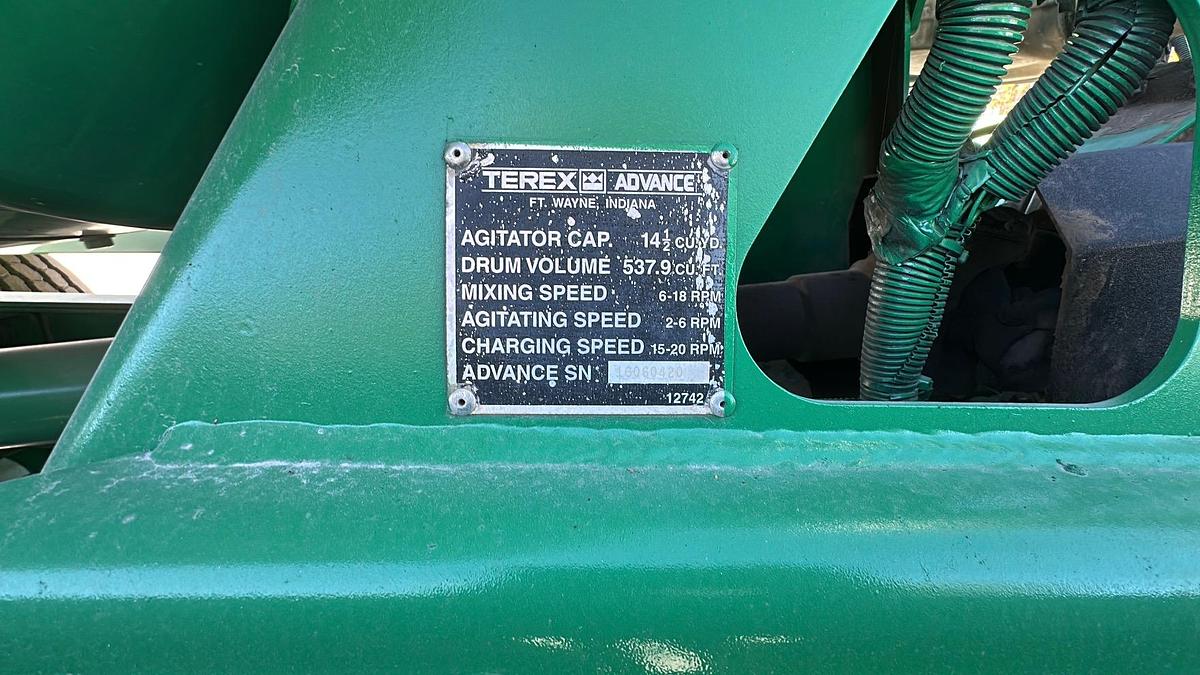 TEREX ADVANCE
FT. WAYNE, INDIANA
AGITATOR CAP. 14½ CU. YD.
DRUM VOLUME 537.9 CU. FT.
MIXING SPEED 6-18 RPM
AGITATING SPEED 2-6 RPM
CHARGING SPEED 15-20 RPM
ADVANCE SN
12742